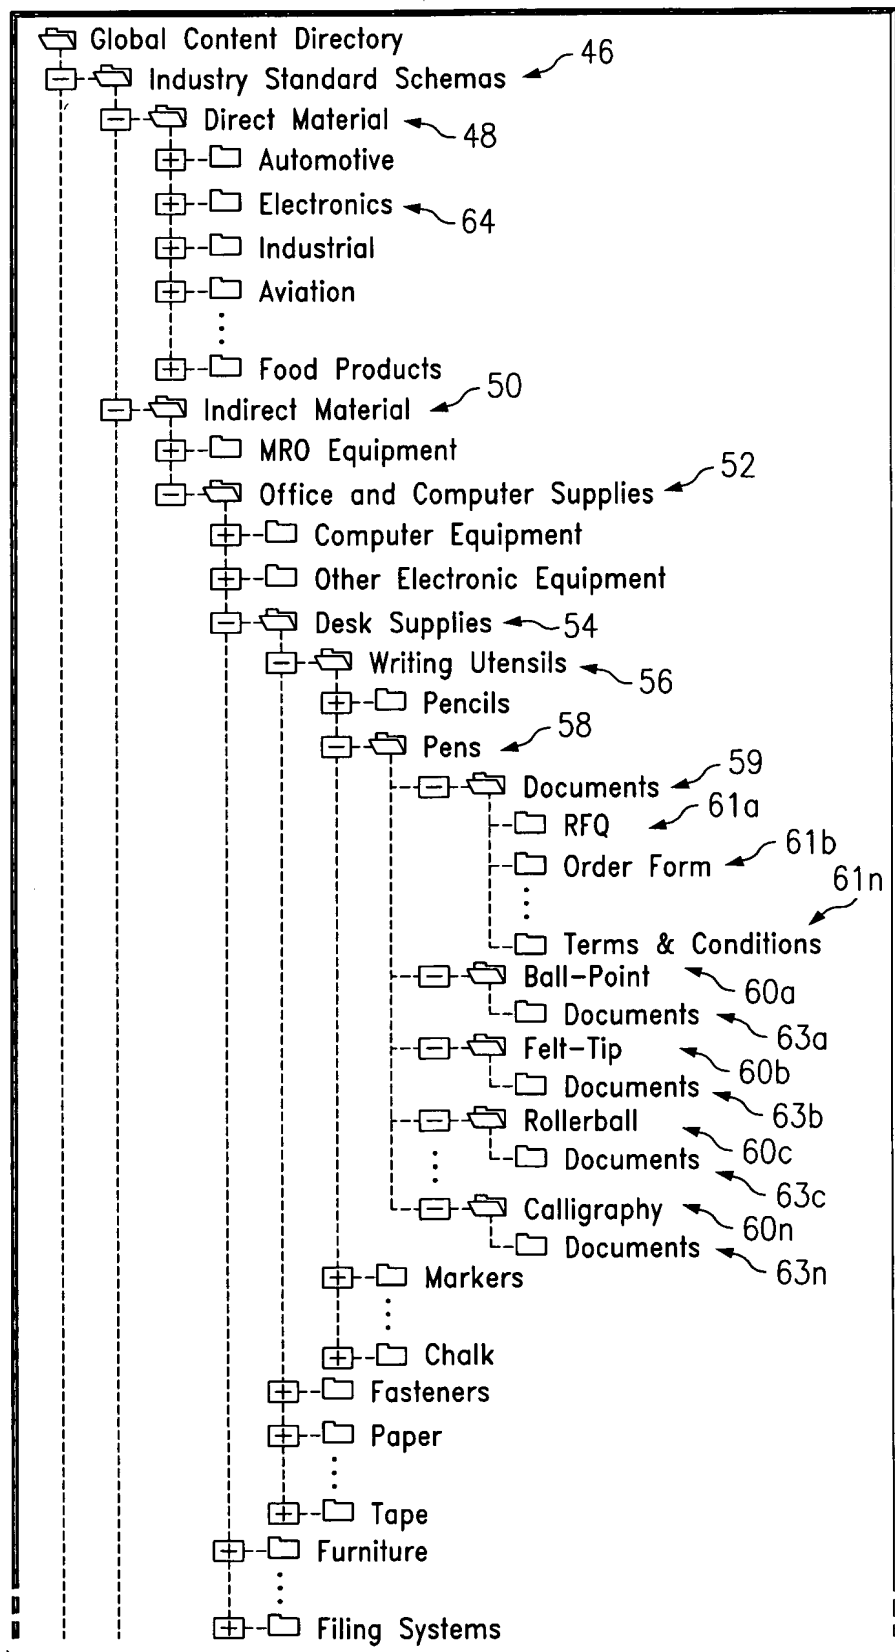 Global Content Directory
Industry Standard Schemas 46
Direct Material 48
Automotive
Electronics 64
Industrial
Aviation
Food Products
Indirect Material 50
MRO Equipment
Office and Computer Supplies 52
Computer Equipment
Other Electronic Equipment
Desk Supplies 54
Writing Utensils 56
Pencils
Pens 58
Documents 59
RFQ 61a
Order Form 61b
Terms & Conditions 61n
Ball-Point 60a
Documents 63a
Felt-Tip 60b
Documents 63b
Rollerball 60c
Documents 63c
Calligraphy 60n
Documents 63n
Markers
Chalk
Fasteners
Paper
Tape
Furniture
Filing Systems